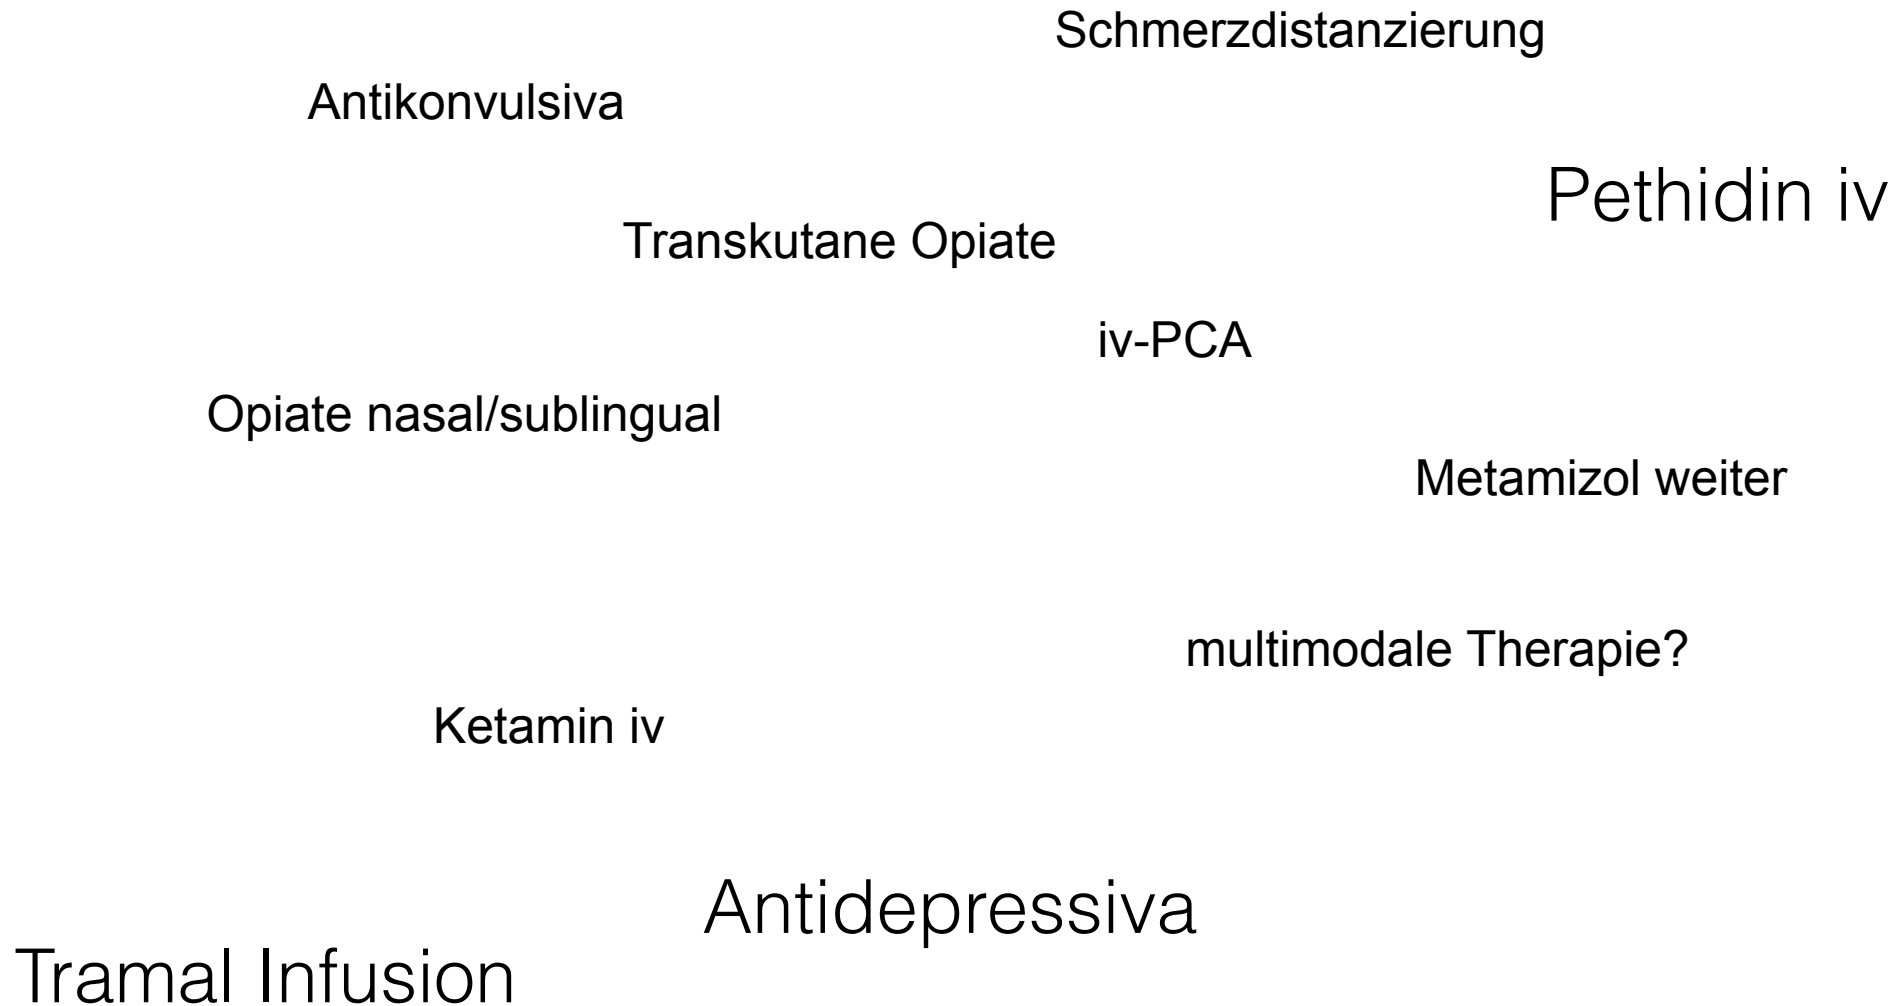 Schmerzdistanzierung
Antikonvulsiva
Pethidin iv
Transkutane Opiate
iv-PCA
Opiate nasal/sublingual
Metamizol weiter
multimodale Therapie?
Ketamin iv
Antidepressiva
Tramal Infusion